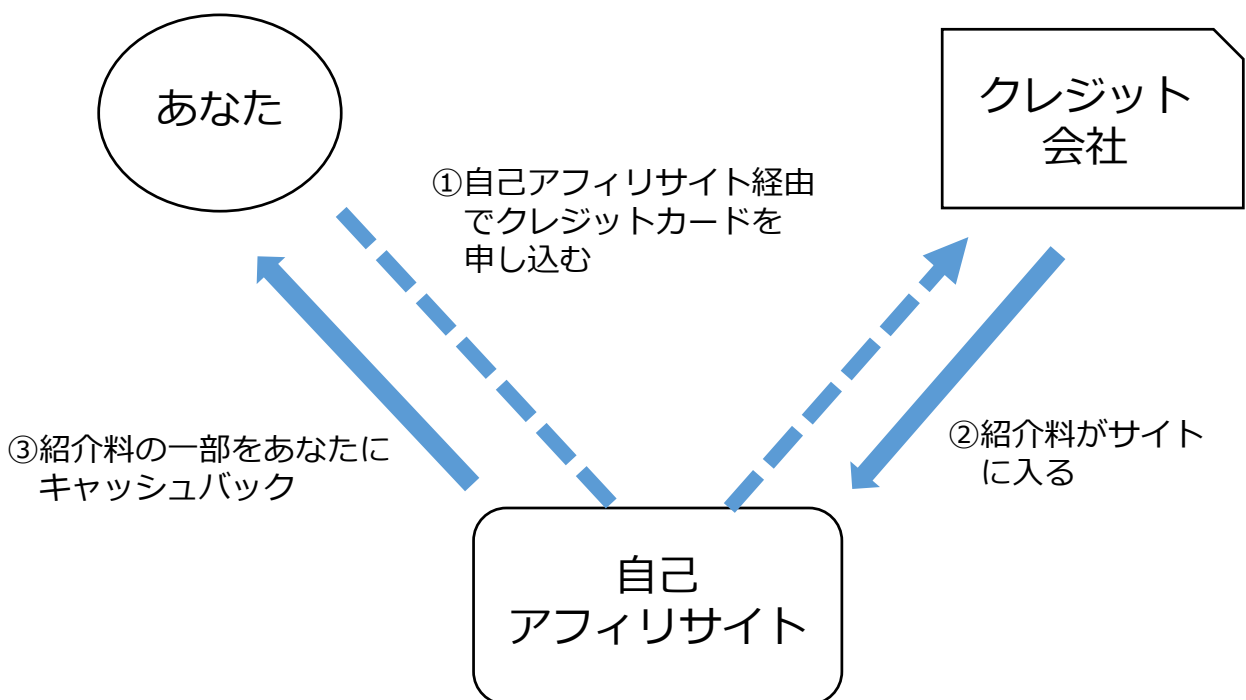 あなた
クレジット
会社
①自己アフィリサイト経由
でクレジットカードを
申し込む
③紹介料の一部をあなたに
キャッシュバック
②紹介料がサイト
に入る
自己
アフィリサイト